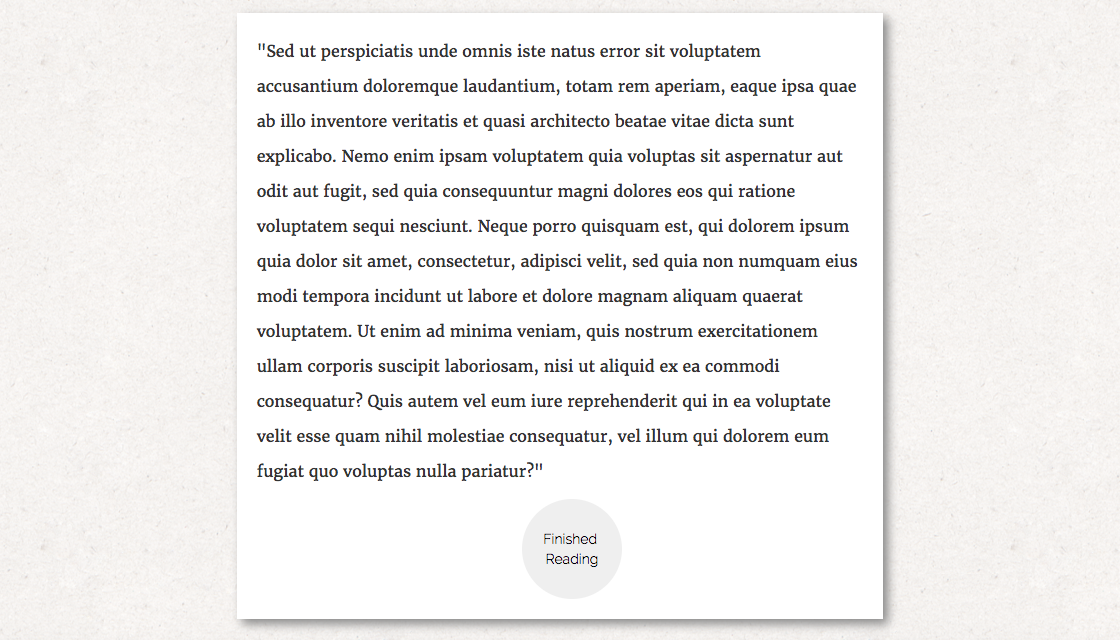 "Sed ut perspiciatis unde omnis iste natus error sit voluptatem
accusantium doloremque laudantium, totam rem aperiam, eaque ipsa quae
ab illo inventore veritatis et quasi architecto beatae vitae dicta sunt
explicabo. Nemo enim ipsam voluptatem quia voluptas sit aspernatur aut
odit aut fugit, sed quia consequuntur magni dolores eos qui ratione
voluptatem sequi nesciunt. Neque porro quisquam est, qui dolorem ipsum
quia dolor sit amet, consectetur, adipisci velit, sed quia non numquam eius
modi tempora incidunt ut labore et dolore magnam aliquam quaerat
voluptatem. Ut enim ad minima veniam, quis nostrum exercitationem
ullam corporis suscipit laboriosam, nisi ut aliquid ex ea commodi
consequatur? Quis autem vel eum iure reprehenderit qui in ea voluptate
velit esse quam nihil molestiae consequatur, vel illum qui dolorem eum
fugiat quo voluptas nulla pariatur?"
Finished
Reading